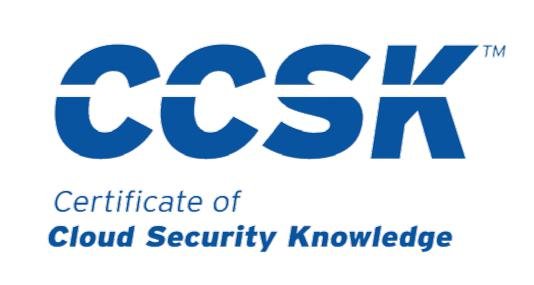 CCSK™
Certificate of
Cloud Security Knowledge